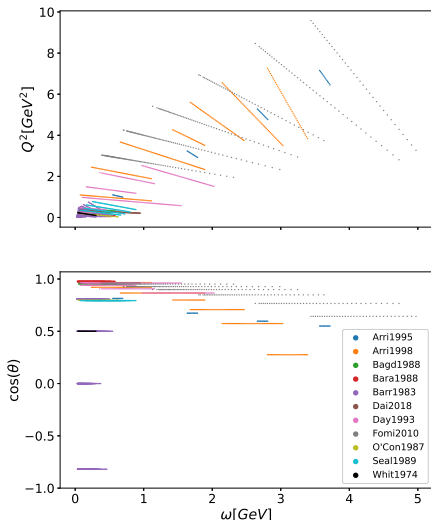 10
8
6
4
2
0
Q²[GeV²]
1.0
0.5
0.0
−0.5
−1.0
cos(θ)
Arri1995
Arri1998
Bagd1988
Bara1988
Barr1983
Dai2018
Day1993
Fomi2010
O'Con1987
Seal1989
Whit1974
0 1 2 3 4 5
ω[GeV]